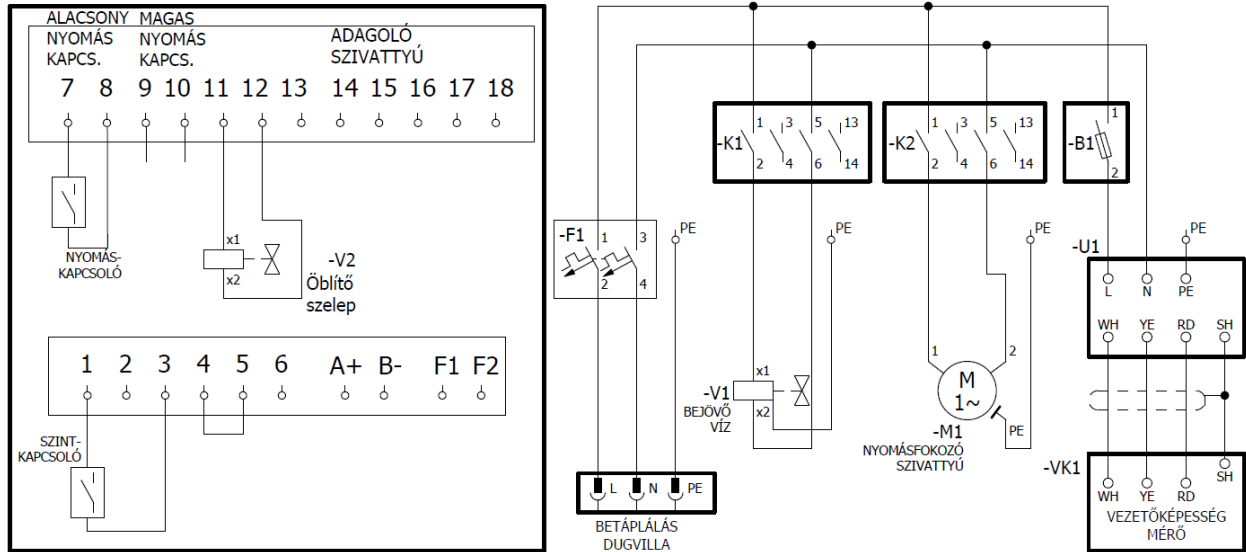 ALACSONY MAGAS
NYOMÁS NYOMÁS ADAGOLÓ
KAPCS. KAPCS. SZIVATTYÚ
7 8 9 10 11 12 13 14 15 16 17 18
NYOMÁS-
KAPCSOLÓ
x1
x2
-V2
Öblítő
szelep
1 2 3 4 5 6 A+ B- F1 F2
SZINT-
KAPCSOLÓ
-F1
1 3
2 4
PE
L N PE
BETÁPLÁLÁS
DUGVILLA
-K1
1 3 5 13
2 4 6 14
PE
x1
-V1
x2
BEJÖVŐ
VÍZ
-K2
1 3 5 13
2 4 6 14
PE
1 2
M
1~
PE
-M1
NYOMÁSFOKOZÓ
SZIVATTYÚ
-B1
1
2
PE
-U1
L N PE
WH YE RD SH
-VK1
SH
WH YE RD
VEZETŐKÉPESSÉG
MÉRŐ